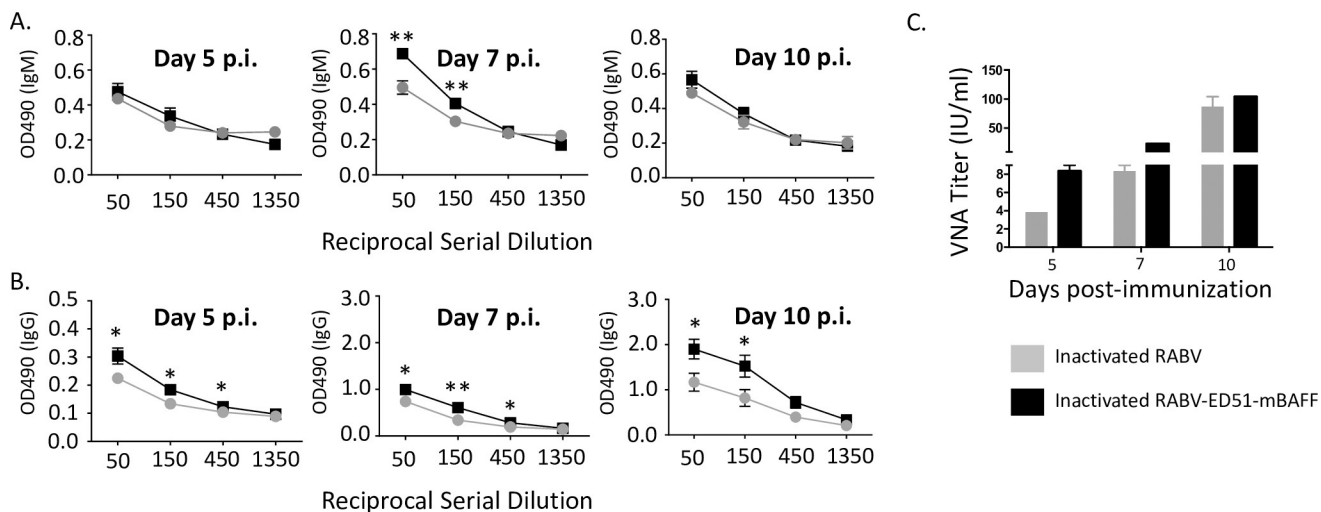 A.
Day 5 p.i.
OD490 (IgM)
0.8
0.6
0.4
0.2
0.0
50 150 450 1350
Day 7 p.i.
OD490 (IgM)
0.8
0.6
0.4
0.2
0.0
**
**
50 150 450 1350
Day 10 p.i.
OD490 (IgM)
0.8
0.6
0.4
0.2
0.0
50 150 450 1350
Reciprocal Serial Dilution
B.
Day 5 p.i.
OD490 (IgG)
0.5
0.4
0.3
0.2
0.1
0.0
*
*
*
50 150 450 1350
Day 7 p.i.
OD490 (IgG)
3.0
2.0
1.0
0.0
*
**
*
50 150 450 1350
Day 10 p.i.
OD490 (IgG)
3.0
2.0
1.0
0.0
*
*
50 150 450 1350
Reciprocal Serial Dilution
C.
VNA Titer (IU/ml)
150
100
50
8
6
4
2
0
5 7 10
Days post-immunization
Inactivated RABV
Inactivated RABV-ED51-mBAFF